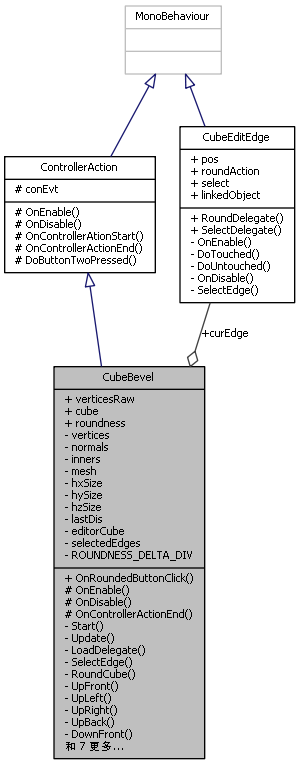 MonoBehaviour
ControllerAction
# conEvt
# OnEnable()
# OnDisable()
# OnControllerAtionStart()
# OnControllerActionEnd()
# DoButtonTwoPressed()
CubeEditEdge
+ pos
+ roundAction
+ select
+ linkedObject
+ RoundDelegate()
+ SelectDelegate()
- OnEnable()
- DoTouched()
- DoUntouched()
- OnDisable()
- SelectEdge()
+curEdge
CubeBevel
+ verticesRaw
+ cube
+ roundness
- vertices
- normals
- inners
- mesh
- hxSize
- hySize
- hzSize
- lastDis
- editorCube
- selectedEdges
- ROUNDNESS_DELTA_DIV
+ OnRoundedButtonClick()
# OnEnable()
# OnDisable()
# OnControllerActionEnd()
- Start()
- Update()
- LoadDelegate()
- SelectEdge()
- RoundCube()
- UpFront()
- UpLeft()
- UpRight()
- UpBack()
- DownFront()
和 7 更多...